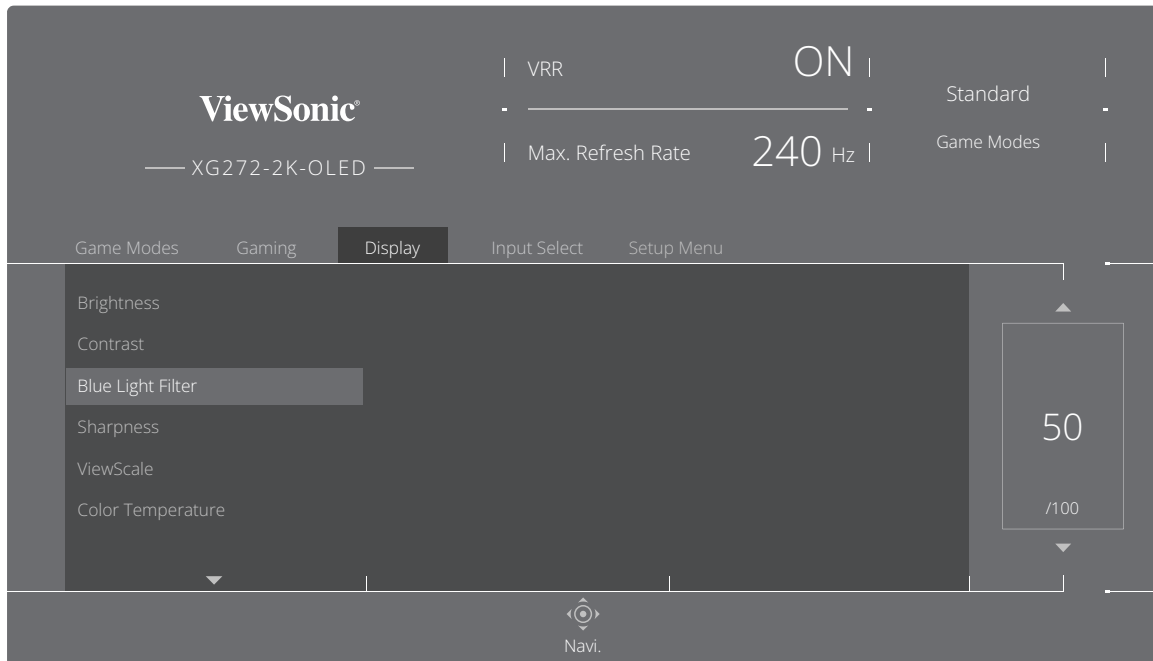 ViewSonic®
XG272-2K-OLED
VRR ON
Max. Refresh Rate 240 Hz
Standard
Game Modes
Game Modes Gaming Display Input Select Setup Menu
Brightness
Contrast
Blue Light Filter
Sharpness
ViewScale
Color Temperature
50
/100
Navi.